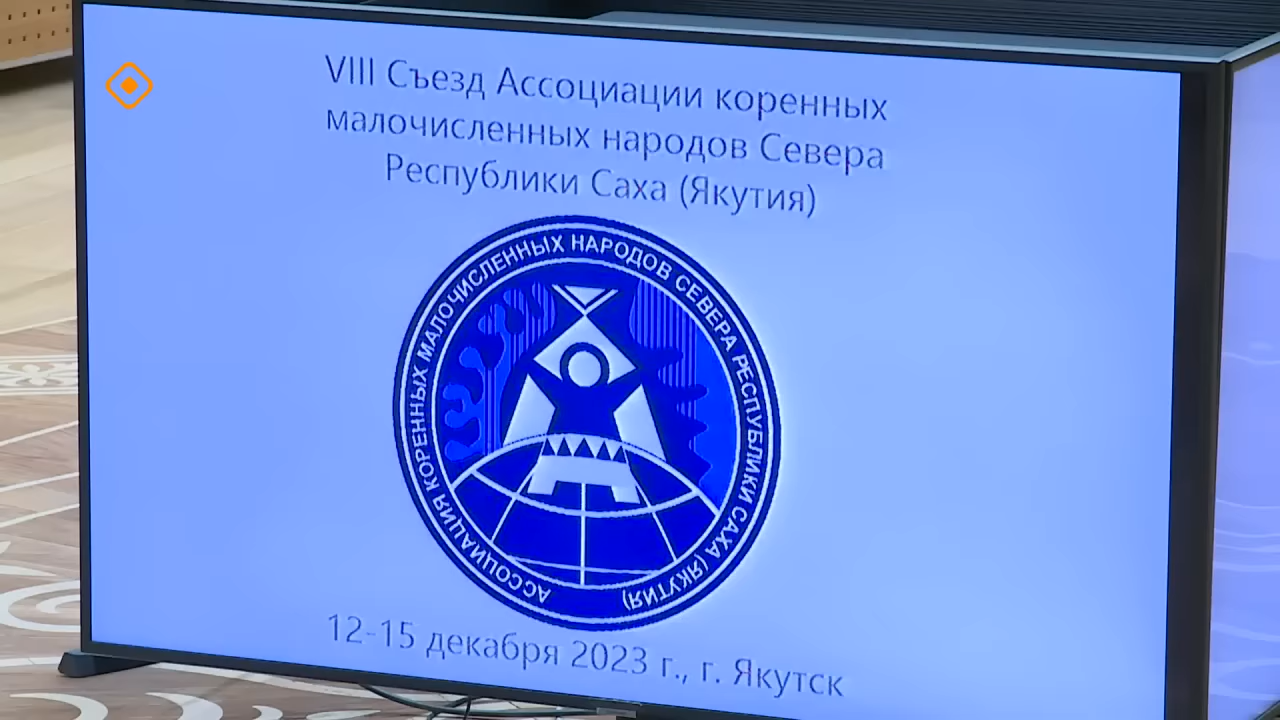 VIII Съезд Ассоциации коренных
малочисленных народов Севера
Республики Саха (Якутия)
АССОЦИАЦИЯ КОРЕННЫХ МАЛОЧИСЛЕННЫХ НАРОДОВ СЕВЕРА РЕСПУБЛИКИ САХА (ЯКУТИЯ)
12-15 декабря 2023 г., г. Якутск